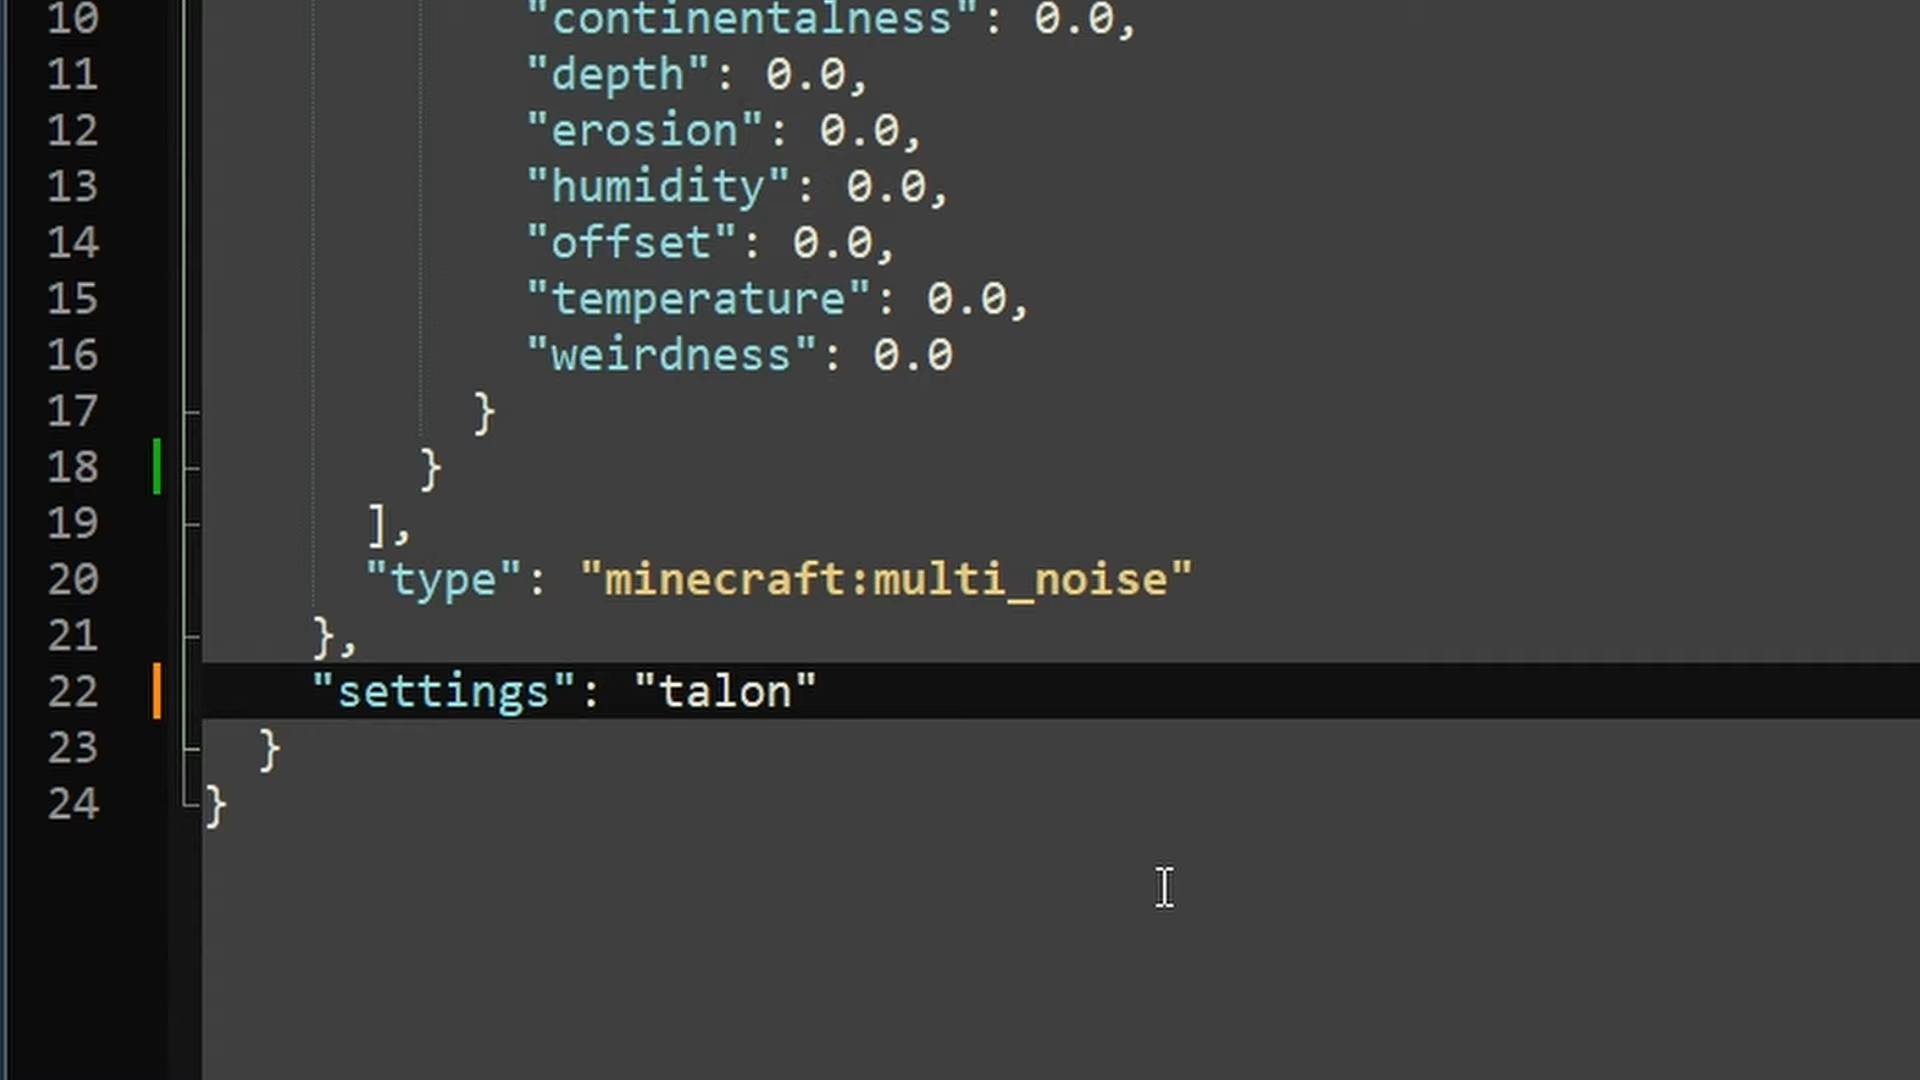 10 "continentalness": 0.0,
11 "depth": 0.0,
12 "erosion": 0.0,
13 "humidity": 0.0,
14 "offset": 0.0,
15 "temperature": 0.0,
16 "weirdness": 0.0
17 }
18 }
19 ],
20 "type": "minecraft:multi_noise"
21 },
22 "settings": "talon"
23 }
24 }